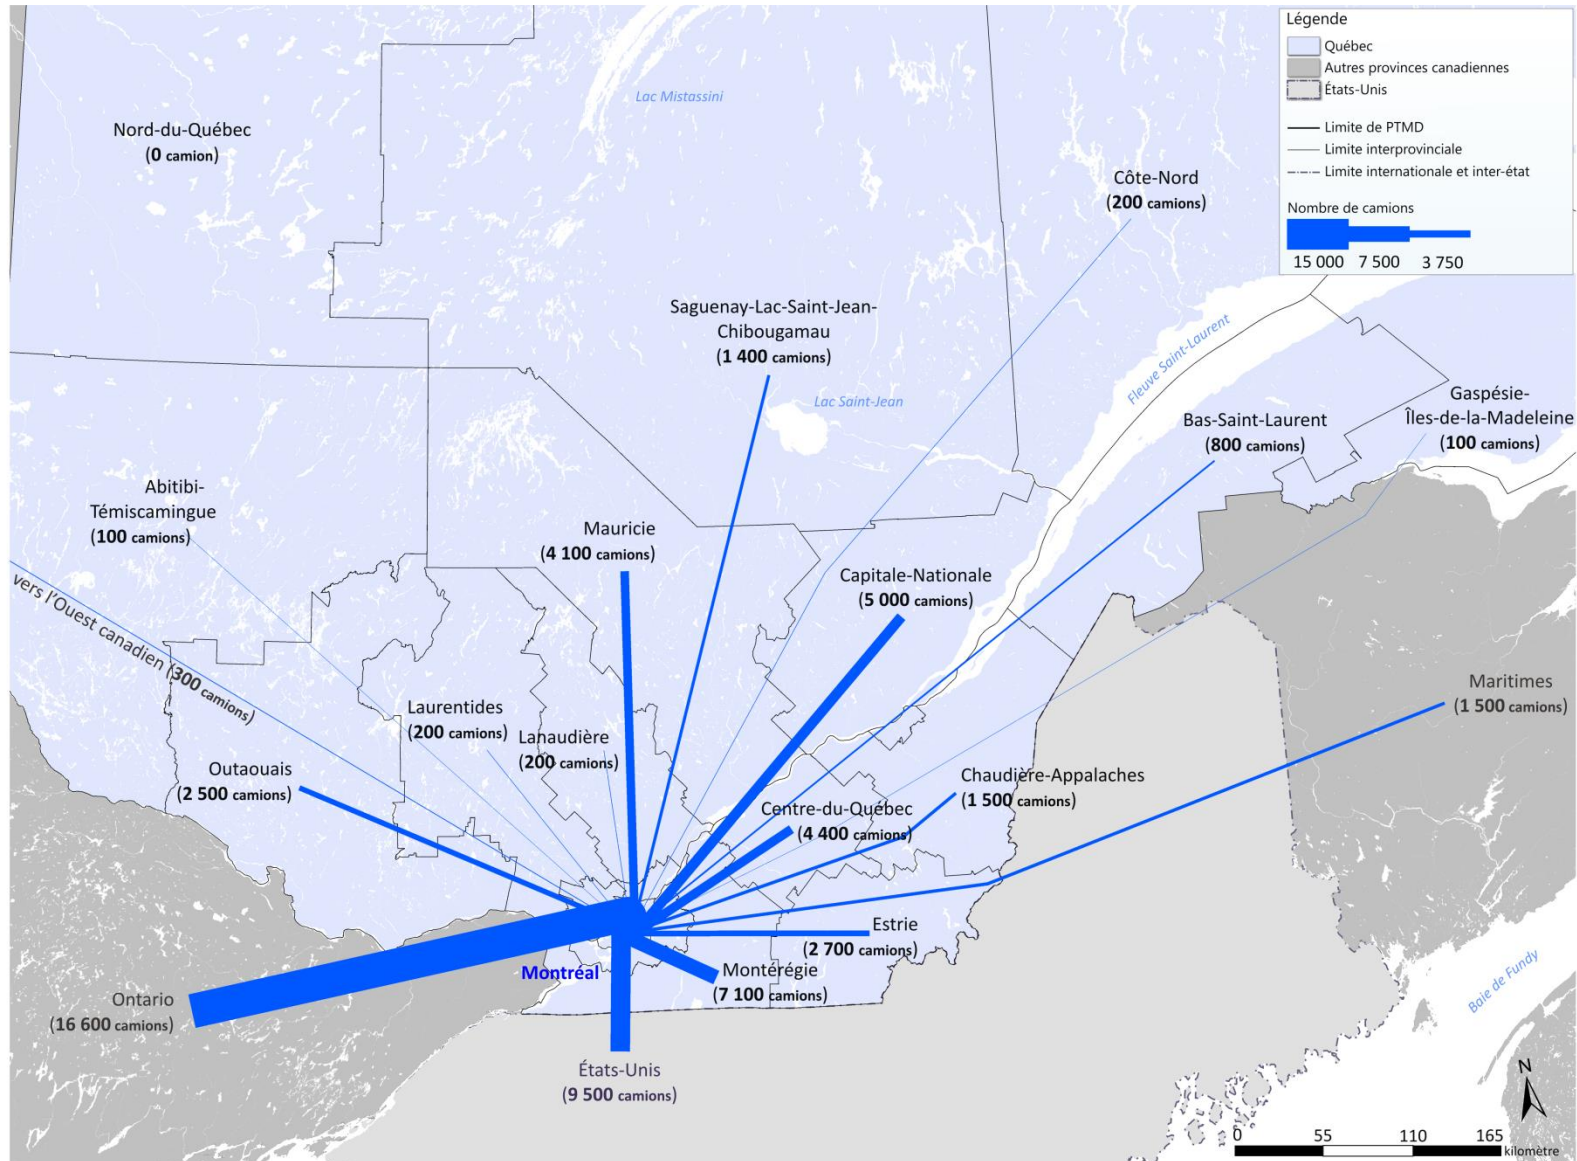 Légende
Québec
Autres provinces canadiennes
États-Unis
Limite de PTMD
Limite interprovinciale
Limite internationale et inter-état
Nombre de camions
15 000 7 500 3 750
Lac Mistassini
Nord-du-Québec
(0 camion)
Côte-Nord
(200 camions)
Saguenay-Lac-Saint-Jean-
Chibougamau
(1 400 camions)
Fleuve Saint-Laurent
Lac Saint-Jean
Gaspésie-
Îles-de-la-Madeleine
(100 camions)
Bas-Saint-Laurent
(800 camions)
Abitibi-
Témiscamingue
(100 camions)
Mauricie
(4 100 camions)
Capitale-Nationale
(5 000 camions)
vers l'Ouest canadien (300 camions)
Maritimes
(1 500 camions)
Laurentides
(200 camions)
Lanaudière
(200 camions)
Outaouais
(2 500 camions)
Chaudière-Appalaches
(1 500 camions)
Centre-du-Québec
(4 400 camions)
Estrie
(2 700 camions)
Montréal
Montérégie
(7 100 camions)
Ontario
(16 600 camions)
Baie de Fundy
États-Unis
(9 500 camions)
N
0 55 110 165
kilomètre